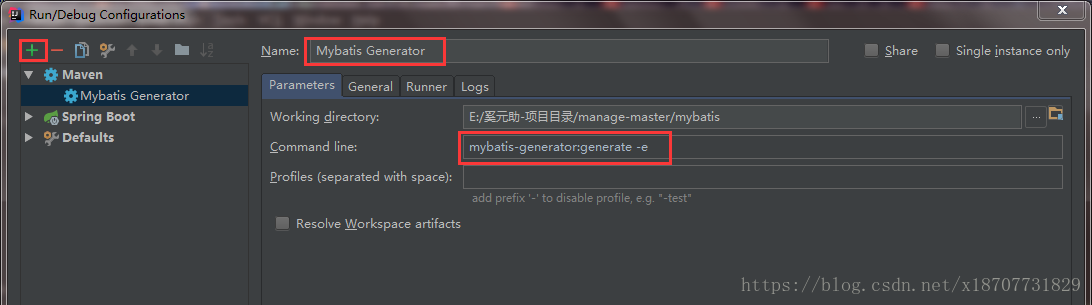 Run/Debug Configurations
Name: Mybatis Generator Share Single instance only
Maven
Mybatis Generator
Spring Boot
Defaults
Parameters General Runner Logs
Working directory: E:/奚元助-项目目录/manage-master/mybatis ...
Command line: mybatis-generator:generate -e
Profiles (separated with space):
add prefix '-' to disable profile, e.g. "-test"
Resolve Workspace artifacts
https://blog.csdn.net/x18707731829